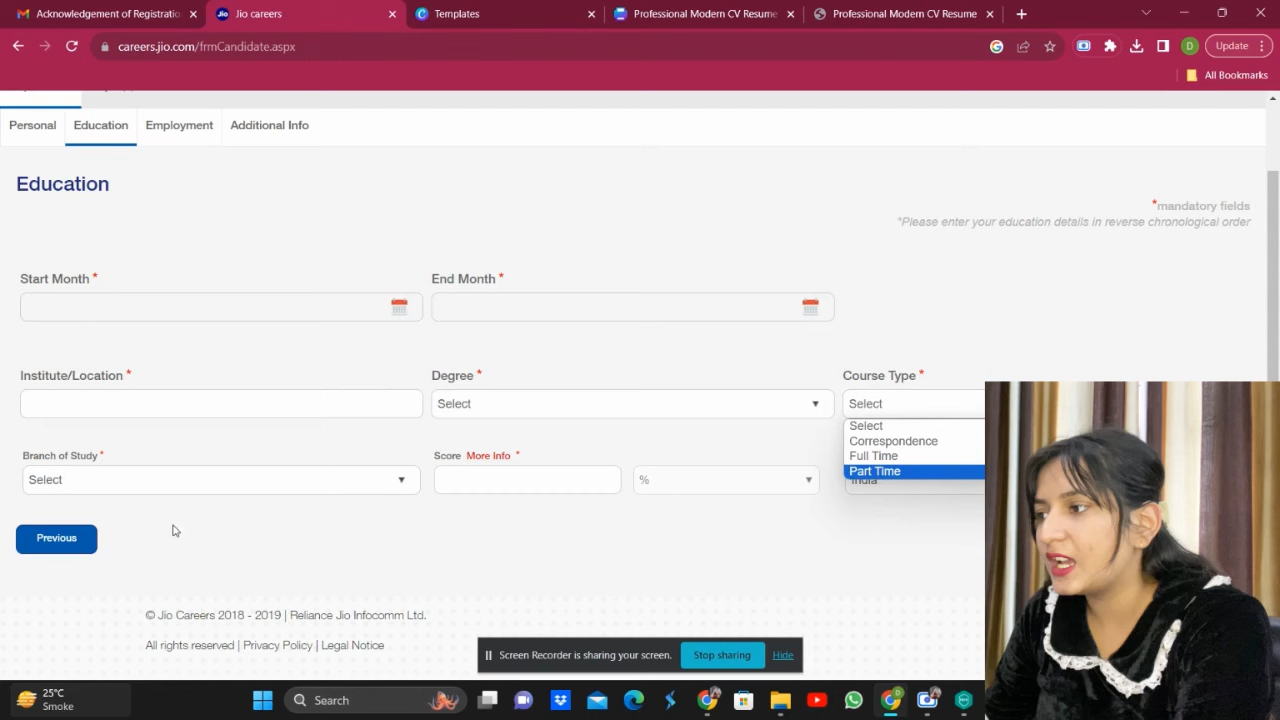 Acknowledgement of Registratio
Jio careers
Templates
Professional Modern CV Resume
Professional Modern CV Resume
careers.jio.com/frmCandidate.aspx
D
Update
All Bookmarks
Personal
Education
Employment
Additional Info
Education
*mandatory fields
*Please enter your education details in reverse chronological order
Start Month *
End Month *
Institute/Location *
Degree *
Course Type *
Select
Select
Select
Correspondence
Full Time
Part Time
Branch of Study *
Score More Info *
Select
%
India
Previous
© Jio Careers 2018 - 2019 | Reliance Jio Infocomm Ltd.
All rights reserved | Privacy Policy | Legal Notice
Screen Recorder is sharing your screen.
Stop sharing
Hide
25°C
Smoke
Search